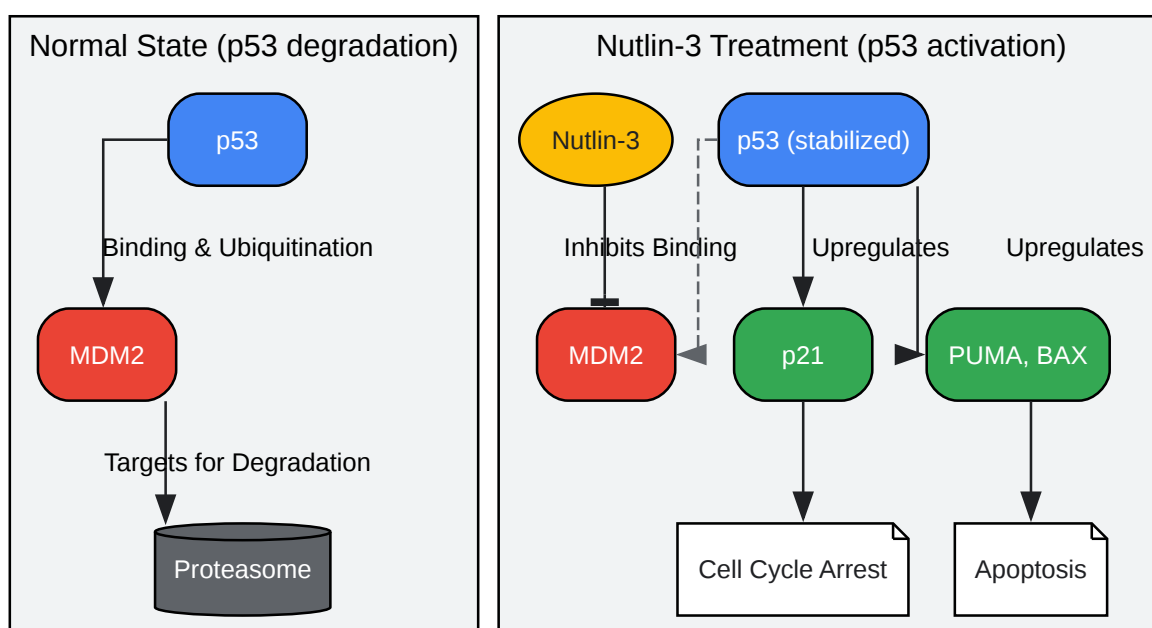 Normal State (p53 degradation)
p53
Binding & Ubiquitination
MDM2
Targets for Degradation
Proteasome
Nutlin-3 Treatment (p53 activation)
Nutlin-3
p53 (stabilized)
Inhibits Binding
Upregulates
Upregulates
MDM2
p21
PUMA, BAX
Cell Cycle Arrest
Apoptosis